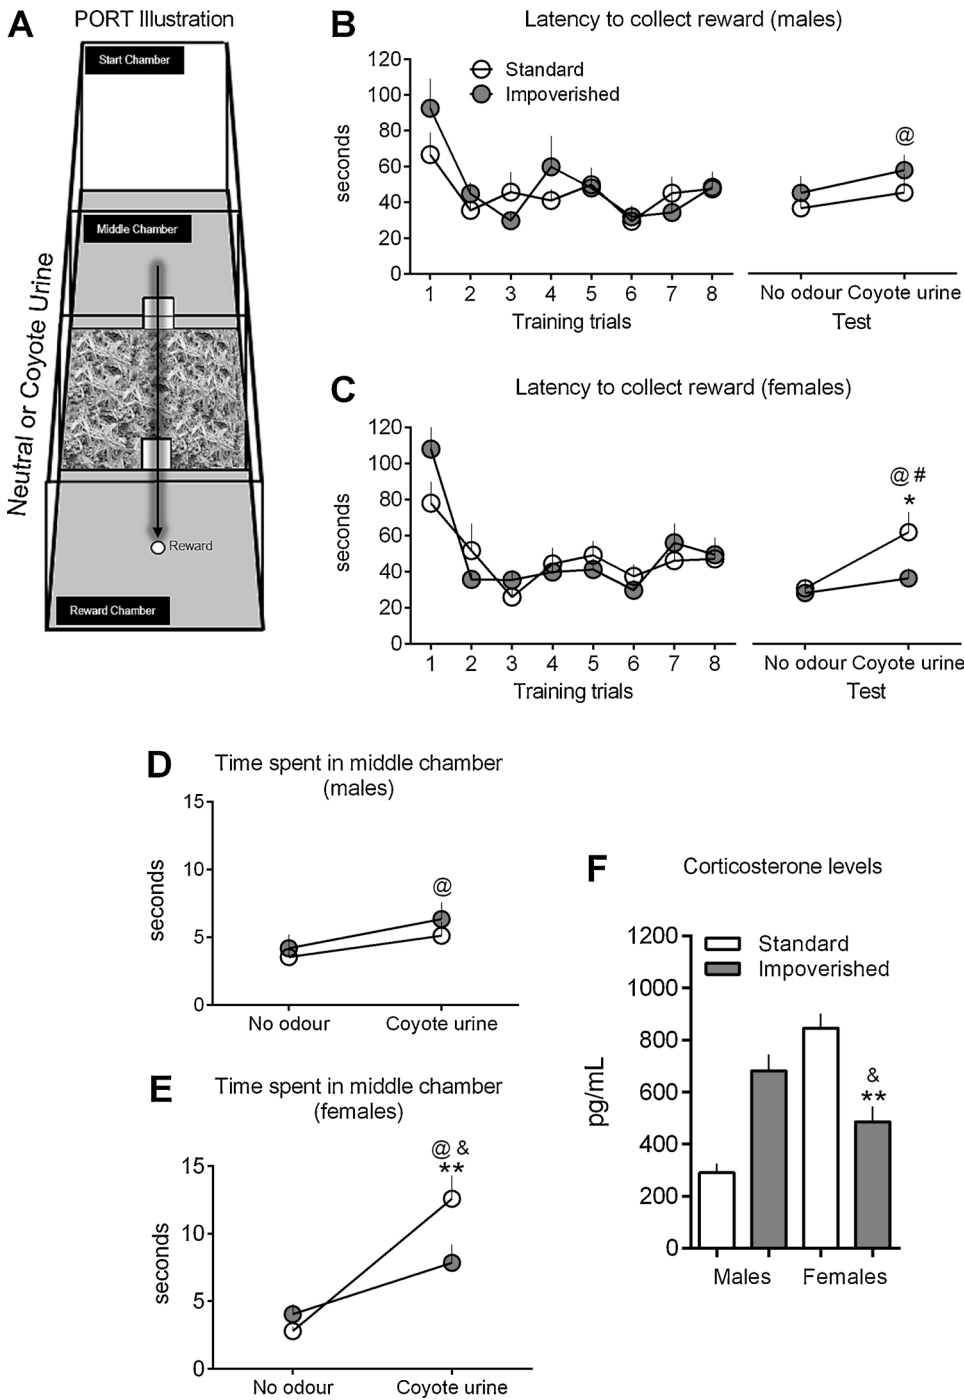 A
PORT Illustration
Start Chamber
Middle Chamber
Neutral or Coyote Urine
Reward
Reward Chamber
B
Latency to collect reward (males)
Standard
Impoverished
seconds
120
100
80
60
40
20
0
@
1 2 3 4 5 6 7 8
No odour Coyote urine
Training trials
Test
C
Latency to collect reward (females)
seconds
120
100
80
60
40
20
0
@ #
*
1 2 3 4 5 6 7 8
No odour Coyote urine
Training trials
Test
D
Time spent in middle chamber
(males)
seconds
15
10
5
0
@
No odour Coyote urine
E
Time spent in middle chamber
(females)
seconds
15
10
5
0
@ &
**
No odour Coyote urine
F
Corticosterone levels
Standard
Impoverished
pg/mL
1200
1000
800
600
400
200
0
&
**
Males Females